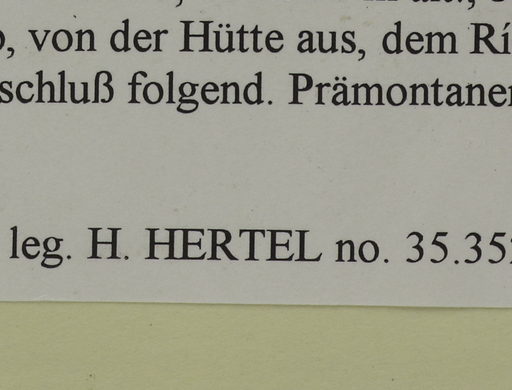 von der Hütte aus, dem Rí
schluß folgend. Prämontaner
leg. H. HERTEL no. 35.35